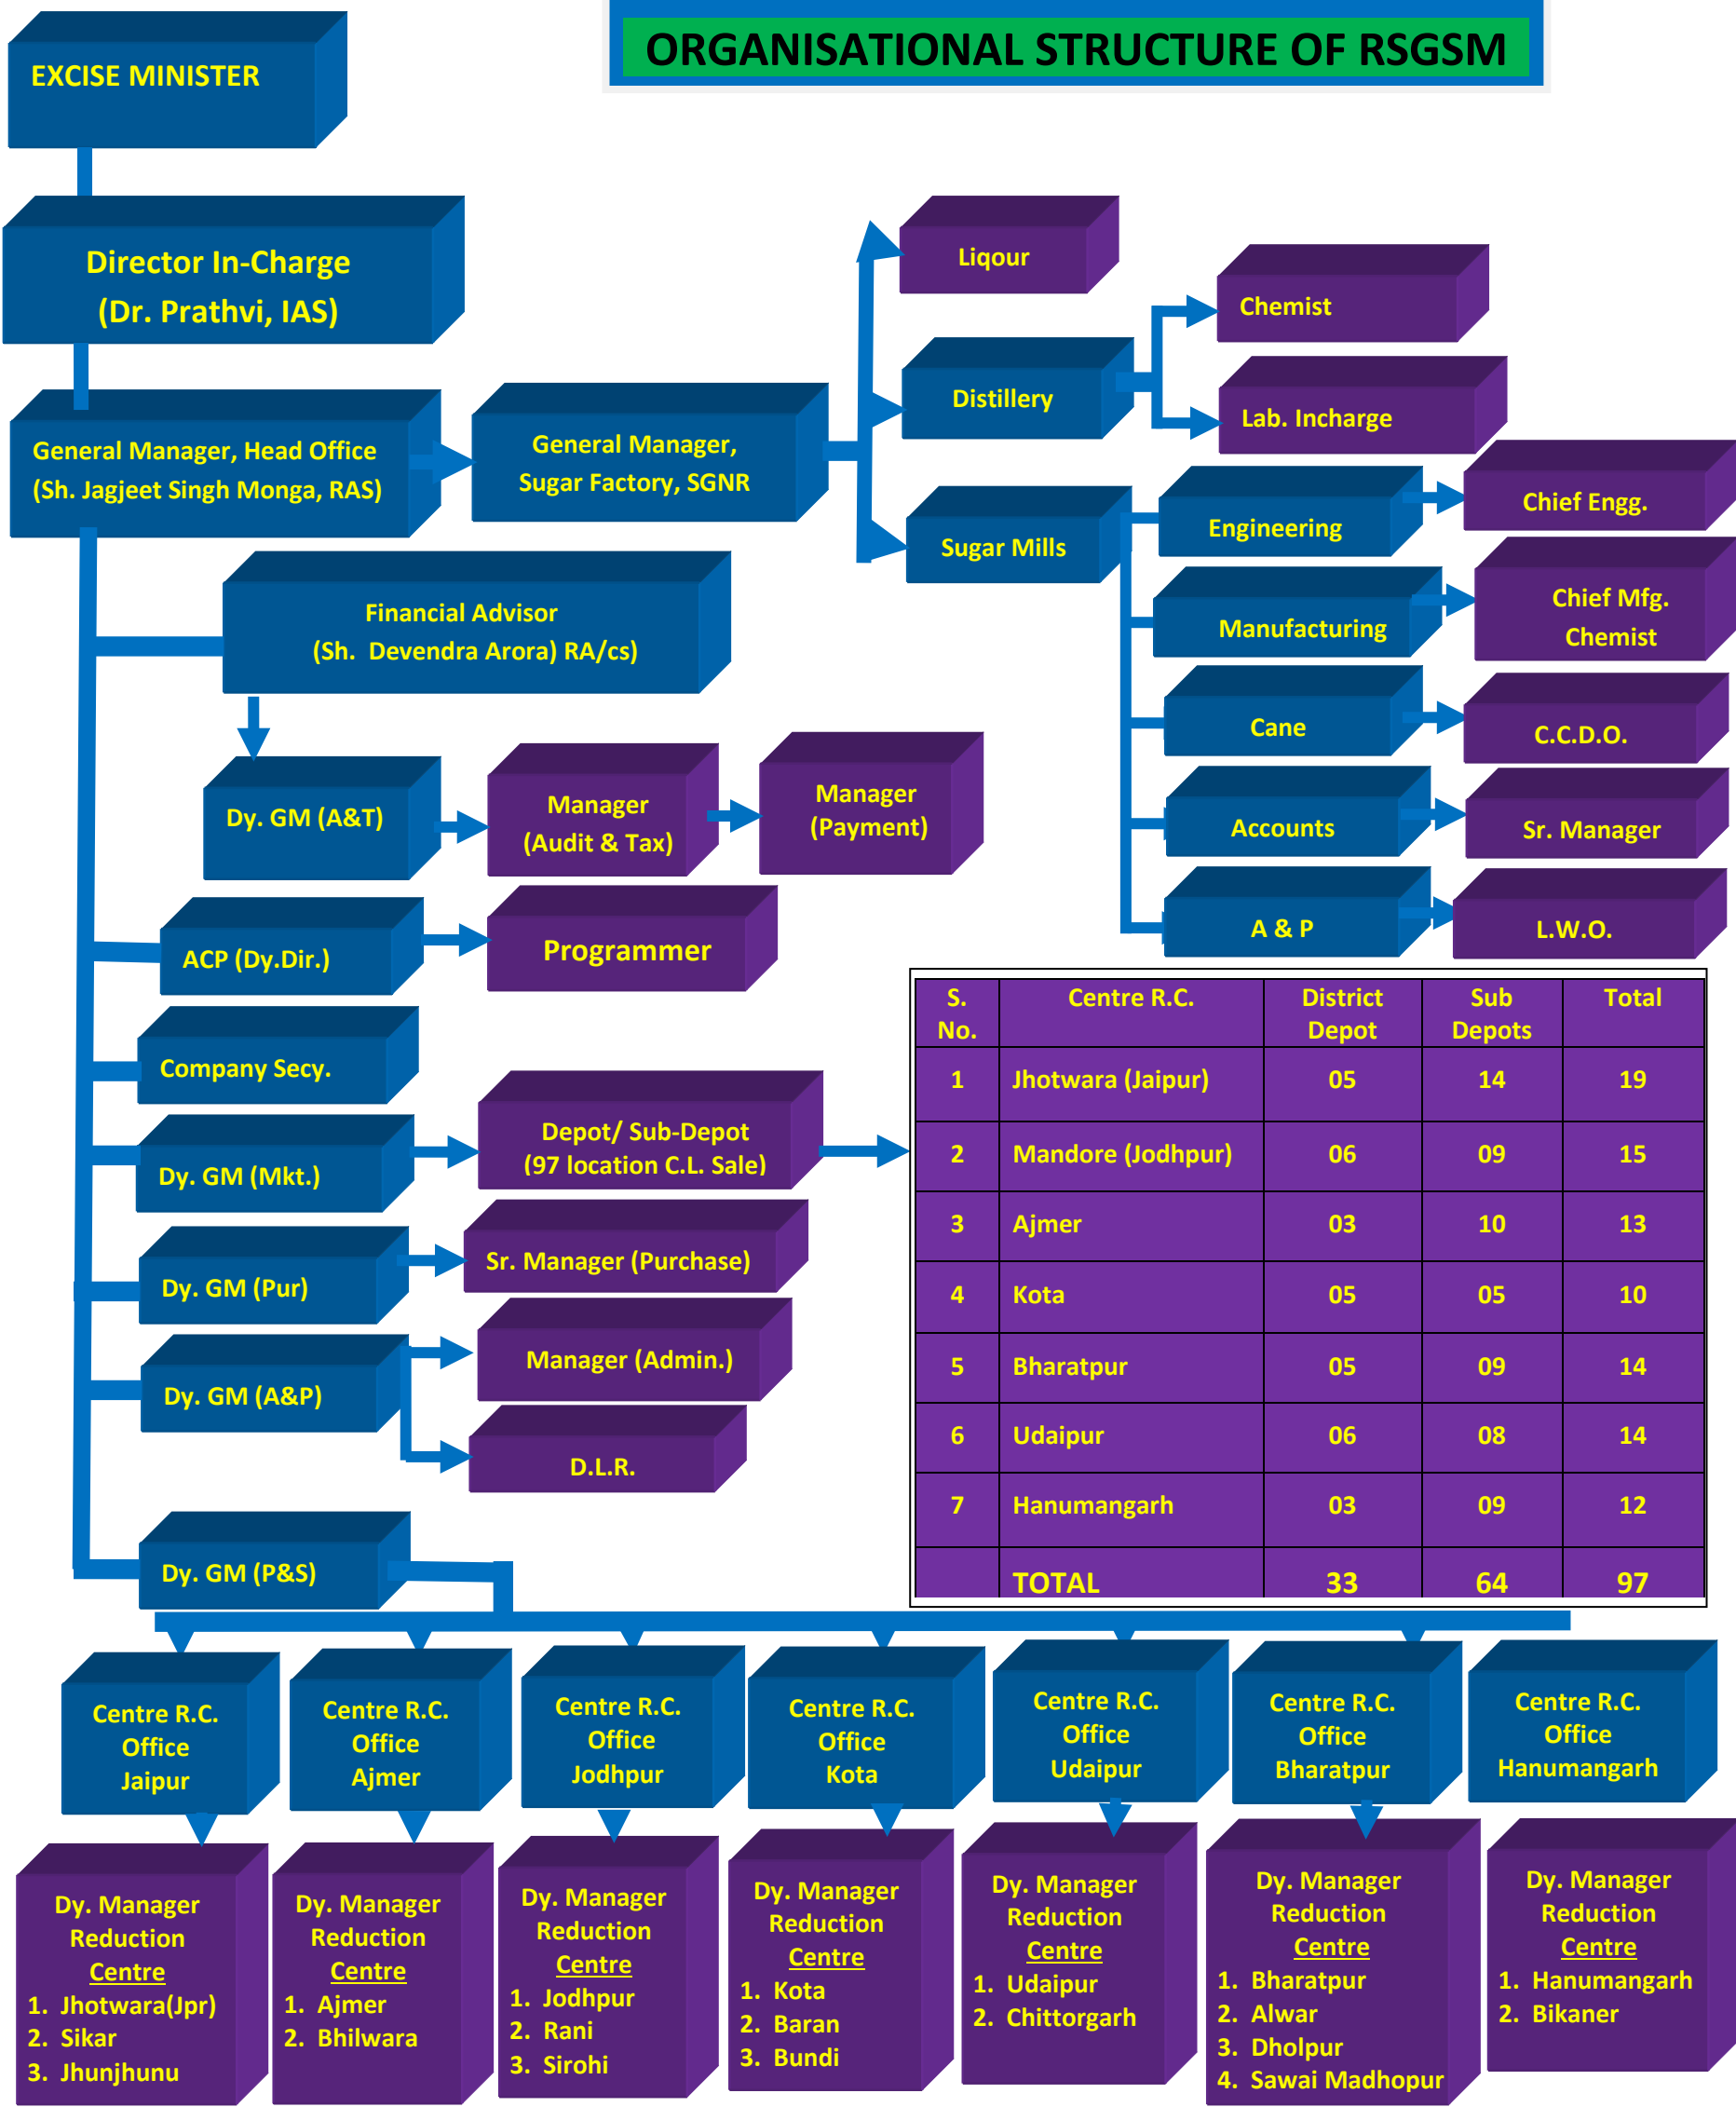 ORGANISATIONAL STRUCTURE OF RSGSM
EXCISE MINISTER
Director In-Charge
(Dr. Prathvi, IAS)
General Manager, Head Office
(Sh. Jagjeet Singh Monga, RAS)
General Manager,
Sugar Factory, SGNR
Liqour
Distillery
Chemist
Lab. Incharge
Sugar Mills
Engineering
Chief Engg.
Manufacturing
Chief Mfg.
Chemist
Cane
C.C.D.O.
Accounts
Sr. Manager
A & P
L.W.O.
Financial Advisor
(Sh. Devendra Arora) RA/cs)
Dy. GM (A&T)
Manager
(Audit & Tax)
Manager
(Payment)
ACP (Dy.Dir.)
Programmer
Company Secy.
Dy. GM (Mkt.)
Depot/ Sub-Depot
(97 location C.L. Sale)
Dy. GM (Pur)
Sr. Manager (Purchase)
Dy. GM (A&P)
Manager (Admin.)
D.L.R.
Dy. GM (P&S)
S. No. Centre R.C. District Depot Sub Depots Total
1 Jhotwara (Jaipur) 05 14 19
2 Mandore (Jodhpur) 06 09 15
3 Ajmer 03 10 13
4 Kota 05 05 10
5 Bharatpur 05 09 14
6 Udaipur 06 08 14
7 Hanumangarh 03 09 12
TOTAL 33 64 97
Centre R.C.
Office
Jaipur
Centre R.C.
Office
Ajmer
Centre R.C.
Office
Jodhpur
Centre R.C.
Office
Kota
Centre R.C.
Office
Udaipur
Centre R.C.
Office
Bharatpur
Centre R.C.
Office
Hanumangarh
Dy. Manager
Reduction
Centre
1. Jhotwara(Jpr)
2. Sikar
3. Jhunjhunu
Dy. Manager
Reduction
Centre
1. Ajmer
2. Bhilwara
Dy. Manager
Reduction
Centre
1. Jodhpur
2. Rani
3. Sirohi
Dy. Manager
Reduction
Centre
1. Kota
2. Baran
3. Bundi
Dy. Manager
Reduction
Centre
1. Udaipur
2. Chittorgarh
Dy. Manager
Reduction
Centre
1. Bharatpur
2. Alwar
3. Dholpur
4. Sawai Madhopur
Dy. Manager
Reduction
Centre
1. Hanumangarh
2. Bikaner